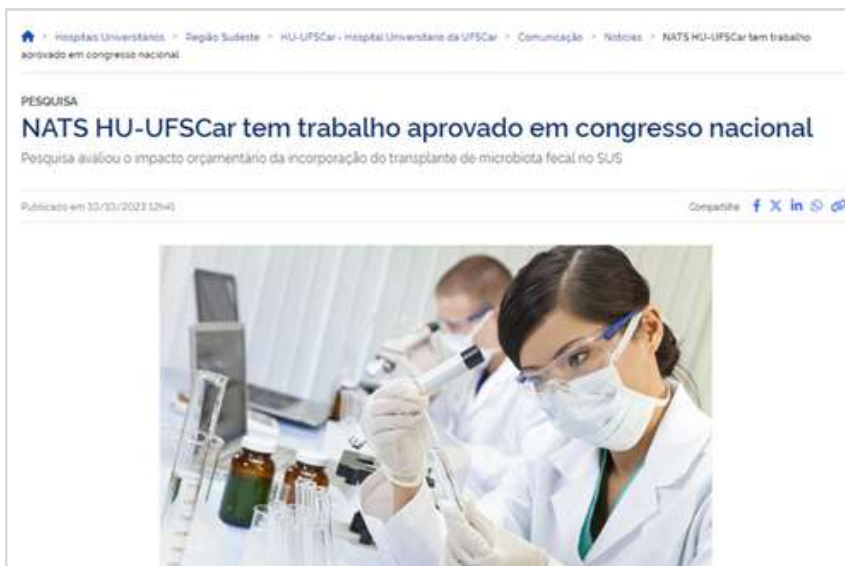 Hospitais Universitários > Região Sudeste > HU-UFSCar - Hospital Universitário da UFSCar > Comunicação > Notícias > NATS HU-UFSCar tem trabalho
aprovado em congresso nacional
PESQUISA
NATS HU-UFSCar tem trabalho aprovado em congresso nacional
Pesquisa avaliou o impacto orçamentário da incorporação do transplante de microbiota fecal no SUS
Publicado em 10/10/2023 12h41 Compartilhe